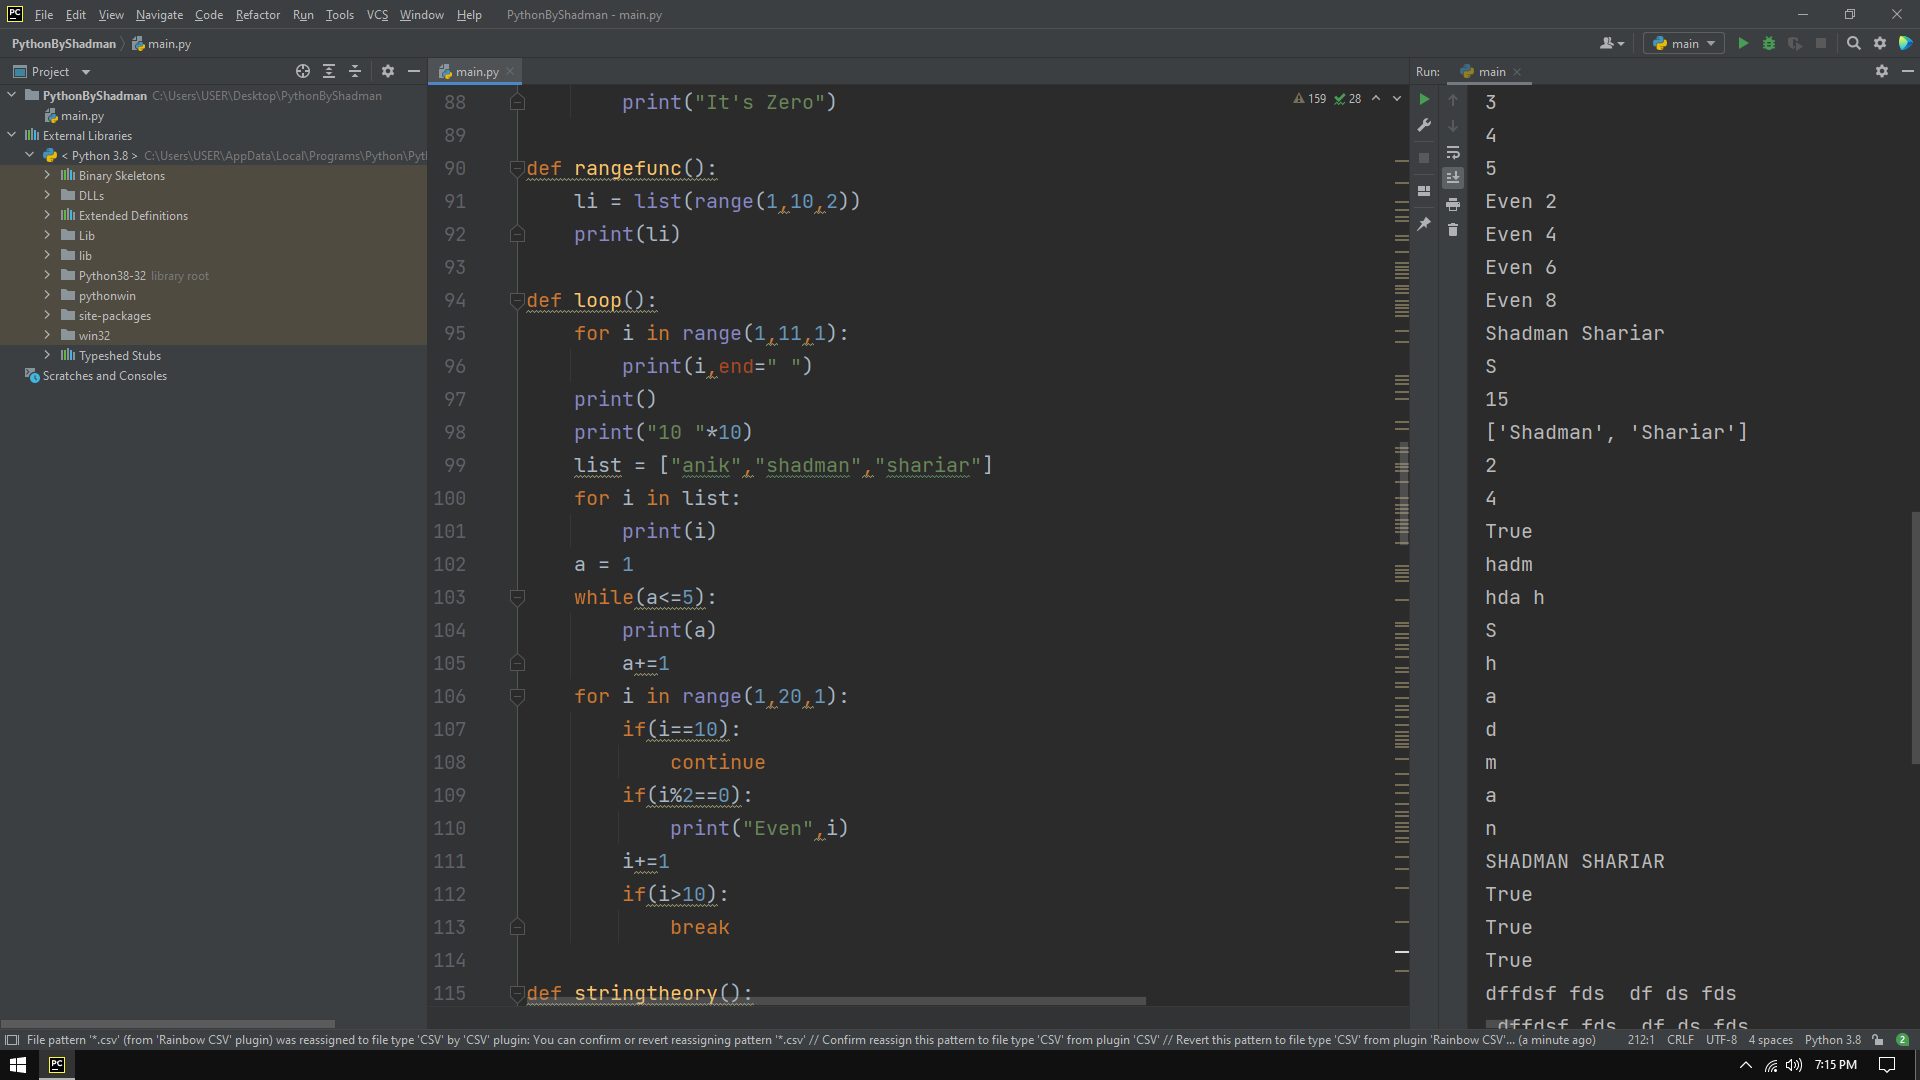 PC File Edit View Navigate Code Refactor Run Tools VCS Window Help PythonByShadman - main.py
PythonByShadman main.py main
Project
PythonByShadman C:\Users\USER\Desktop\PythonByShadman
main.py
External Libraries
< Python 3.8 > C:\Users\USER\AppData\Local\Programs\Python\Pyt
Binary Skeletons
DLLs
Extended Definitions
Lib
lib
Python38-32 library root
pythonwin
site-packages
win32
Typeshed Stubs
Scratches and Consoles
main.py
159 28
88 print("It's Zero")
89
90 def rangefunc():
91 li = list(range(1,10,2))
92 print(li)
93
94 def loop():
95 for i in range(1,11,1):
96 print(i,end=" ")
97 print()
98 print("10 "*10)
99 list = ["anik","shadman","shariar"]
100 for i in list:
101 print(i)
102 a = 1
103 while(a<=5):
104 print(a)
105 a+=1
106 for i in range(1,20,1):
107 if(i==10):
108 continue
109 if(i%2==0):
110 print("Even",i)
111 i+=1
112 if(i>10):
113 break
114
115 def stringtheory():
Run: main
3
4
5
Even 2
Even 4
Even 6
Even 8
Shadman Shariar
S
15
['Shadman', 'Shariar']
2
4
True
hadm
hda h
S
h
a
d
m
a
n
SHADMAN SHARIAR
True
True
True
dffdsf fds  df ds fds
dffdsf fds  df ds fds
File pattern '*.csv' (from 'Rainbow CSV' plugin) was reassigned to file type 'CSV' by 'CSV' plugin: You can confirm or revert reassigning pattern '*.csv' // Confirm reassign this pattern to file type 'CSV' from plugin 'CSV' // Revert this pattern to file type 'CSV' from plugin 'Rainbow CSV'... (a minute ago) 212:1 CRLF UTF-8 4 spaces Python 3.8 2
PC 7:15 PM